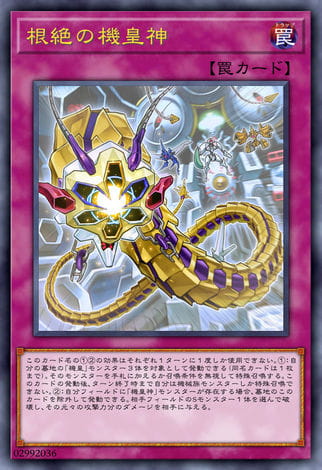 根絶の機皇神
トラップ
罠
【罠カード】
このカード名の①②の効果はそれぞれ１ターンに１度しか使用できない。①:自
分の墓地の「機皇」モンスター３体を対象として発動できる（同名カードは１枚
まで）。そのモンスターを手札に加えるか召喚条件を無視して特殊召喚する。こ
のカードの発動後、ターン終了時まで自分は機械族モンスターしか特殊召喚でき
ない。②:自分フィールドに「機皇神」モンスターが存在する場合、墓地のこの
カードを除外して発動できる。相手フィールドのSモンスター１体を選んで破
壊し、その元々の攻撃力分のダメージを相手に与える。
02992036